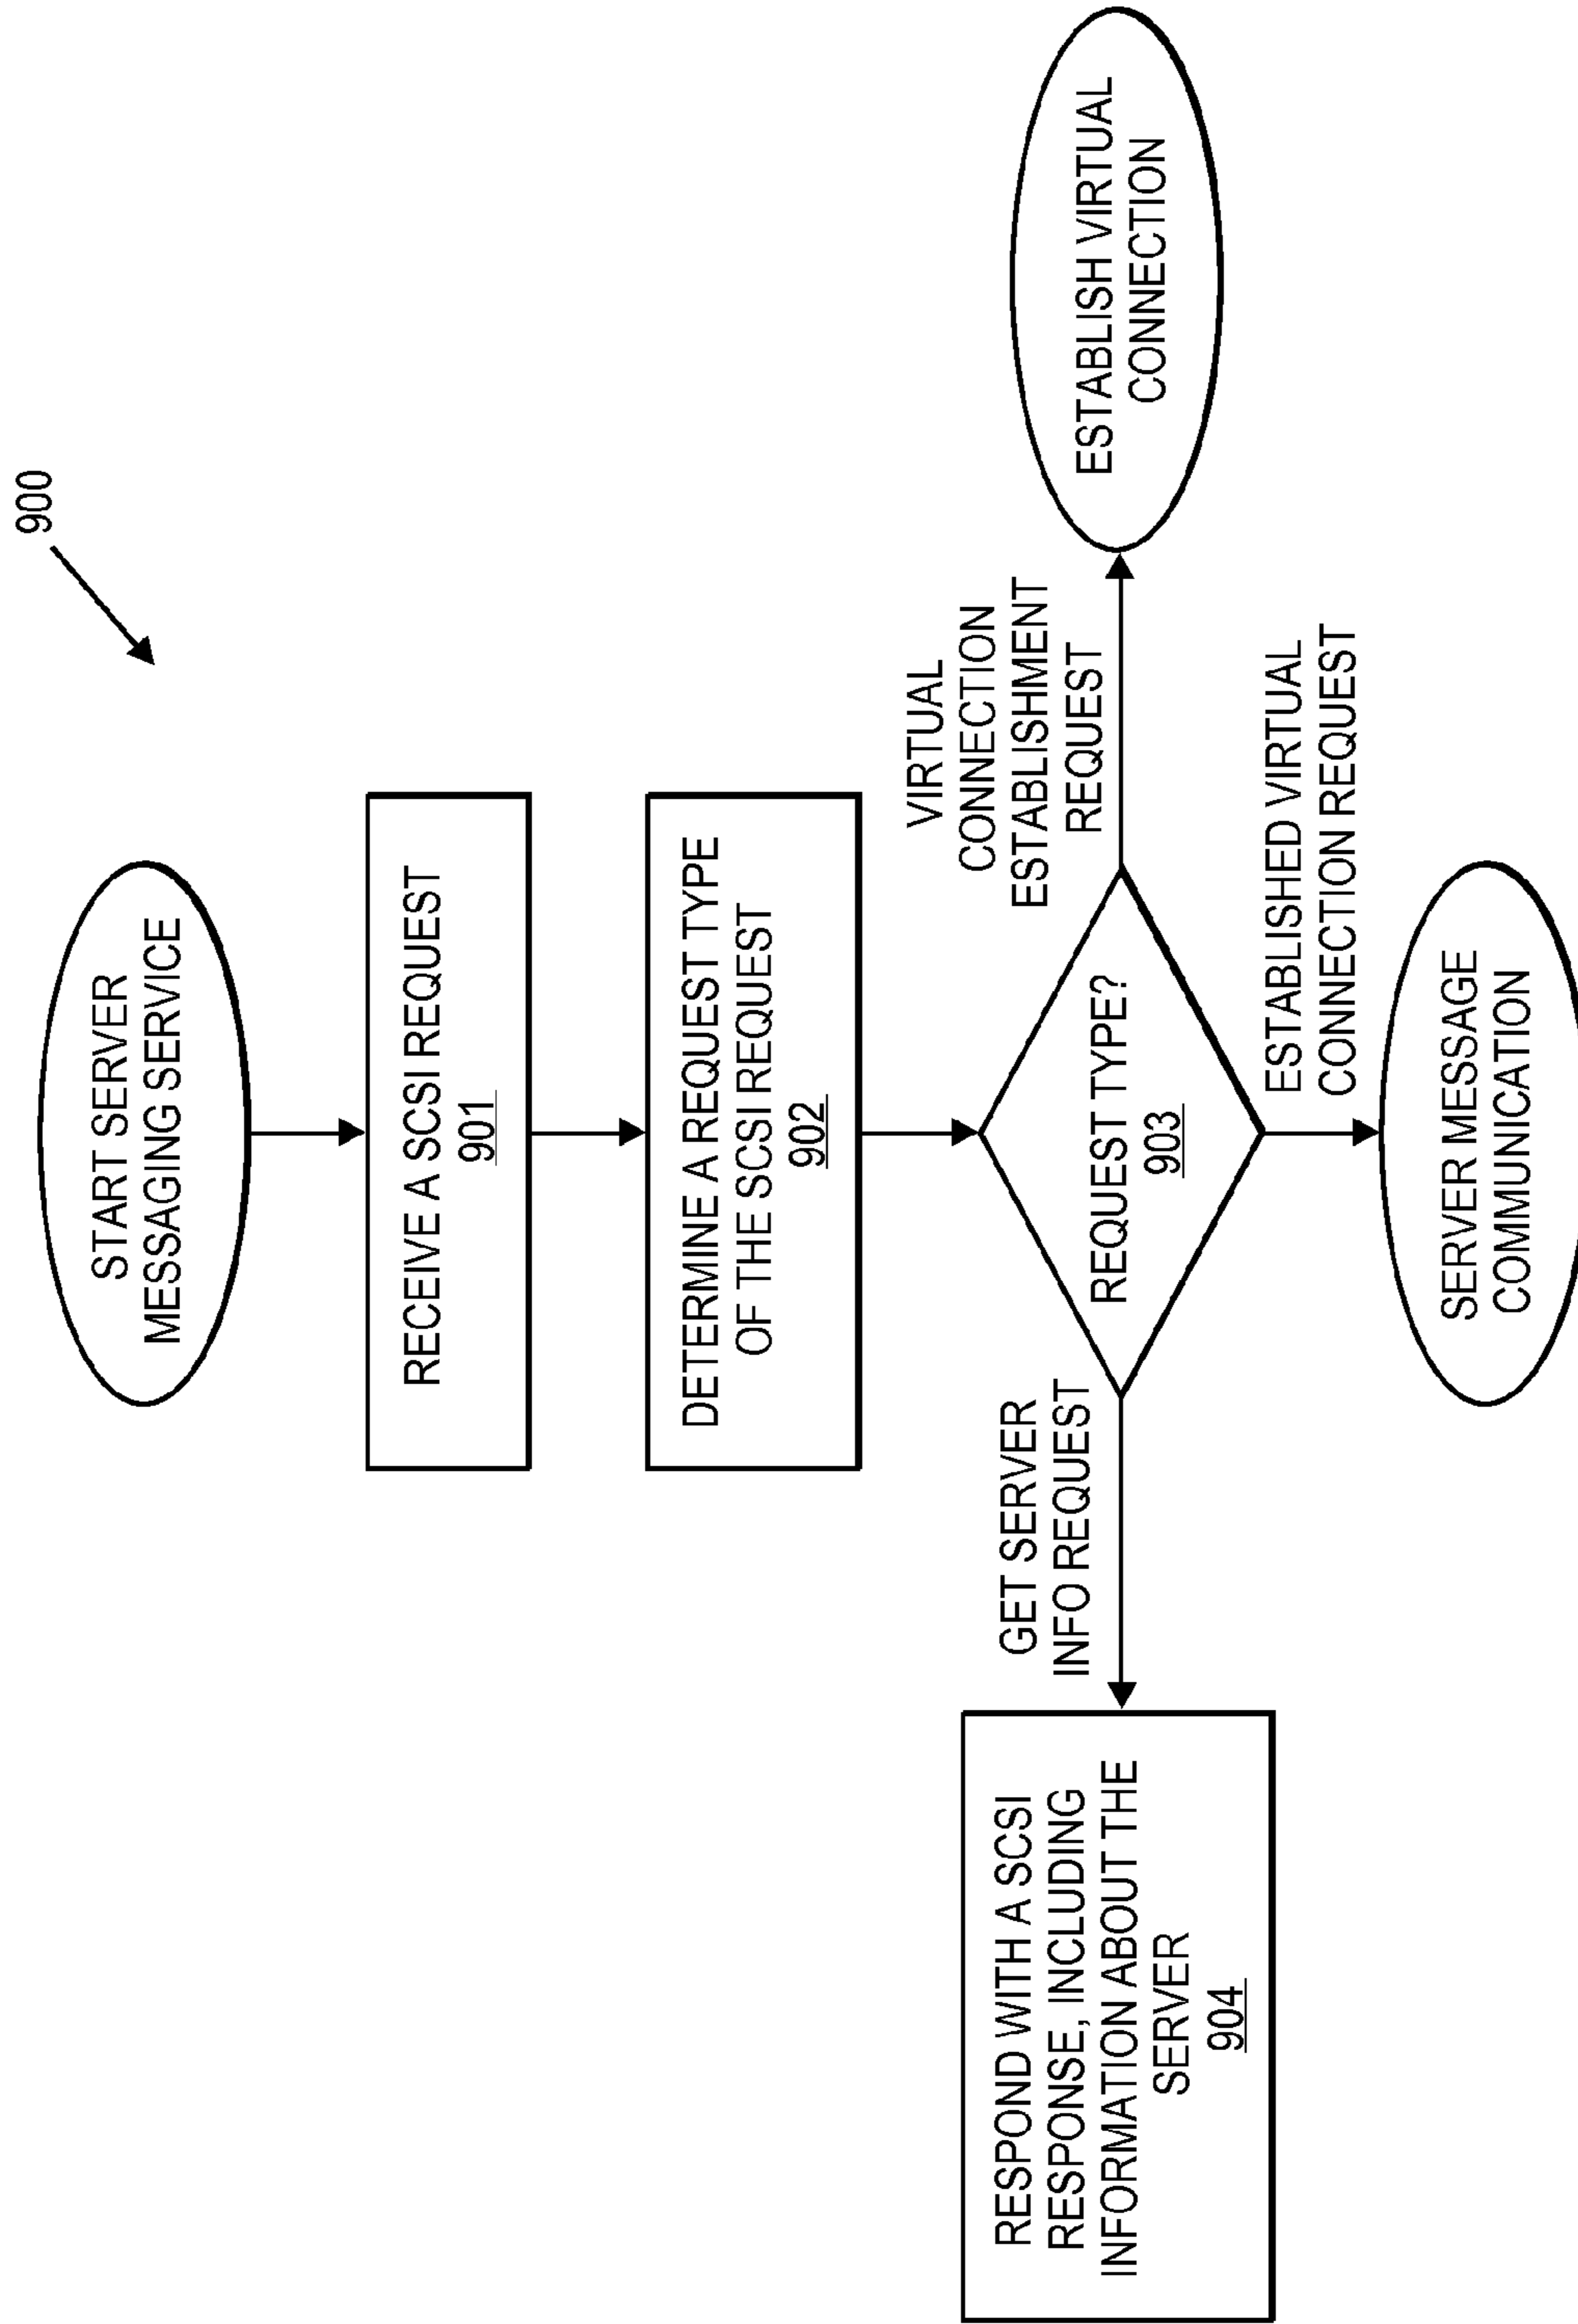 900
START SERVER
MESSAGING SERVICE
RECEIVE A SCSI REQUEST
901
DETERMINE A REQUEST TYPE
OF THE SCSI REQUEST
902
REQUEST TYPE?
903
GET SERVER
INFO REQUEST
RESPOND WITH A SCSI
RESPONSE, INCLUDING
INFORMATION ABOUT THE
SERVER
904
VIRTUAL
CONNECTION
ESTABLISHMENT
REQUEST
ESTABLISH VIRTUAL
CONNECTION
ESTABLISHED VIRTUAL
CONNECTION REQUEST
SERVER MESSAGE
COMMUNICATION